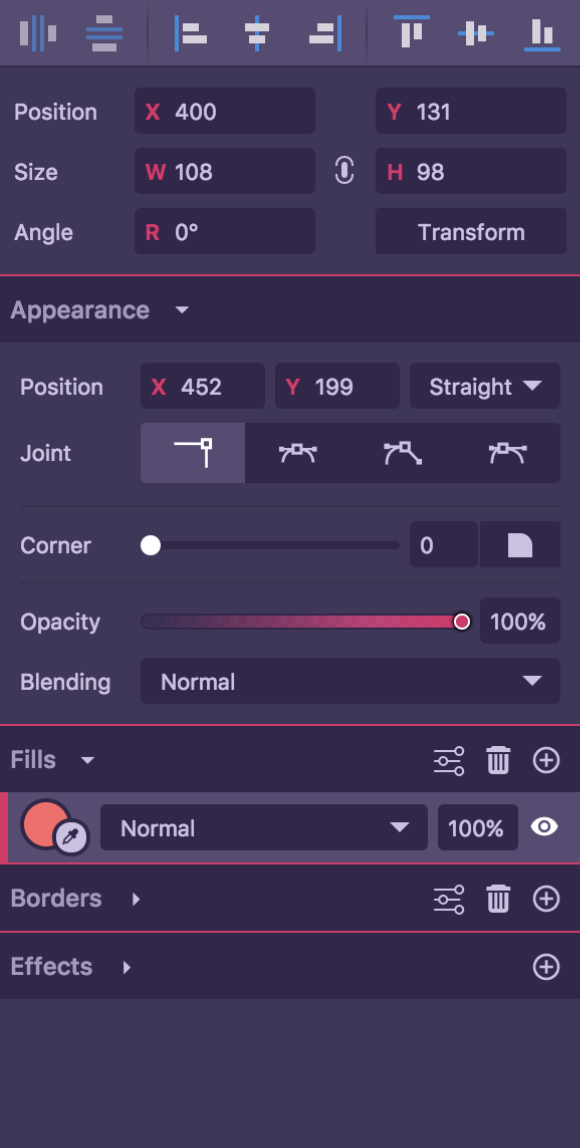 Position X 400 Y 131
Size W 108 H 98
Angle R 0° Transform
Appearance
Position X 452 Y 199 Straight
Joint
Corner 0
Opacity 100%
Blending Normal
Fills
Normal 100%
Borders
Effects